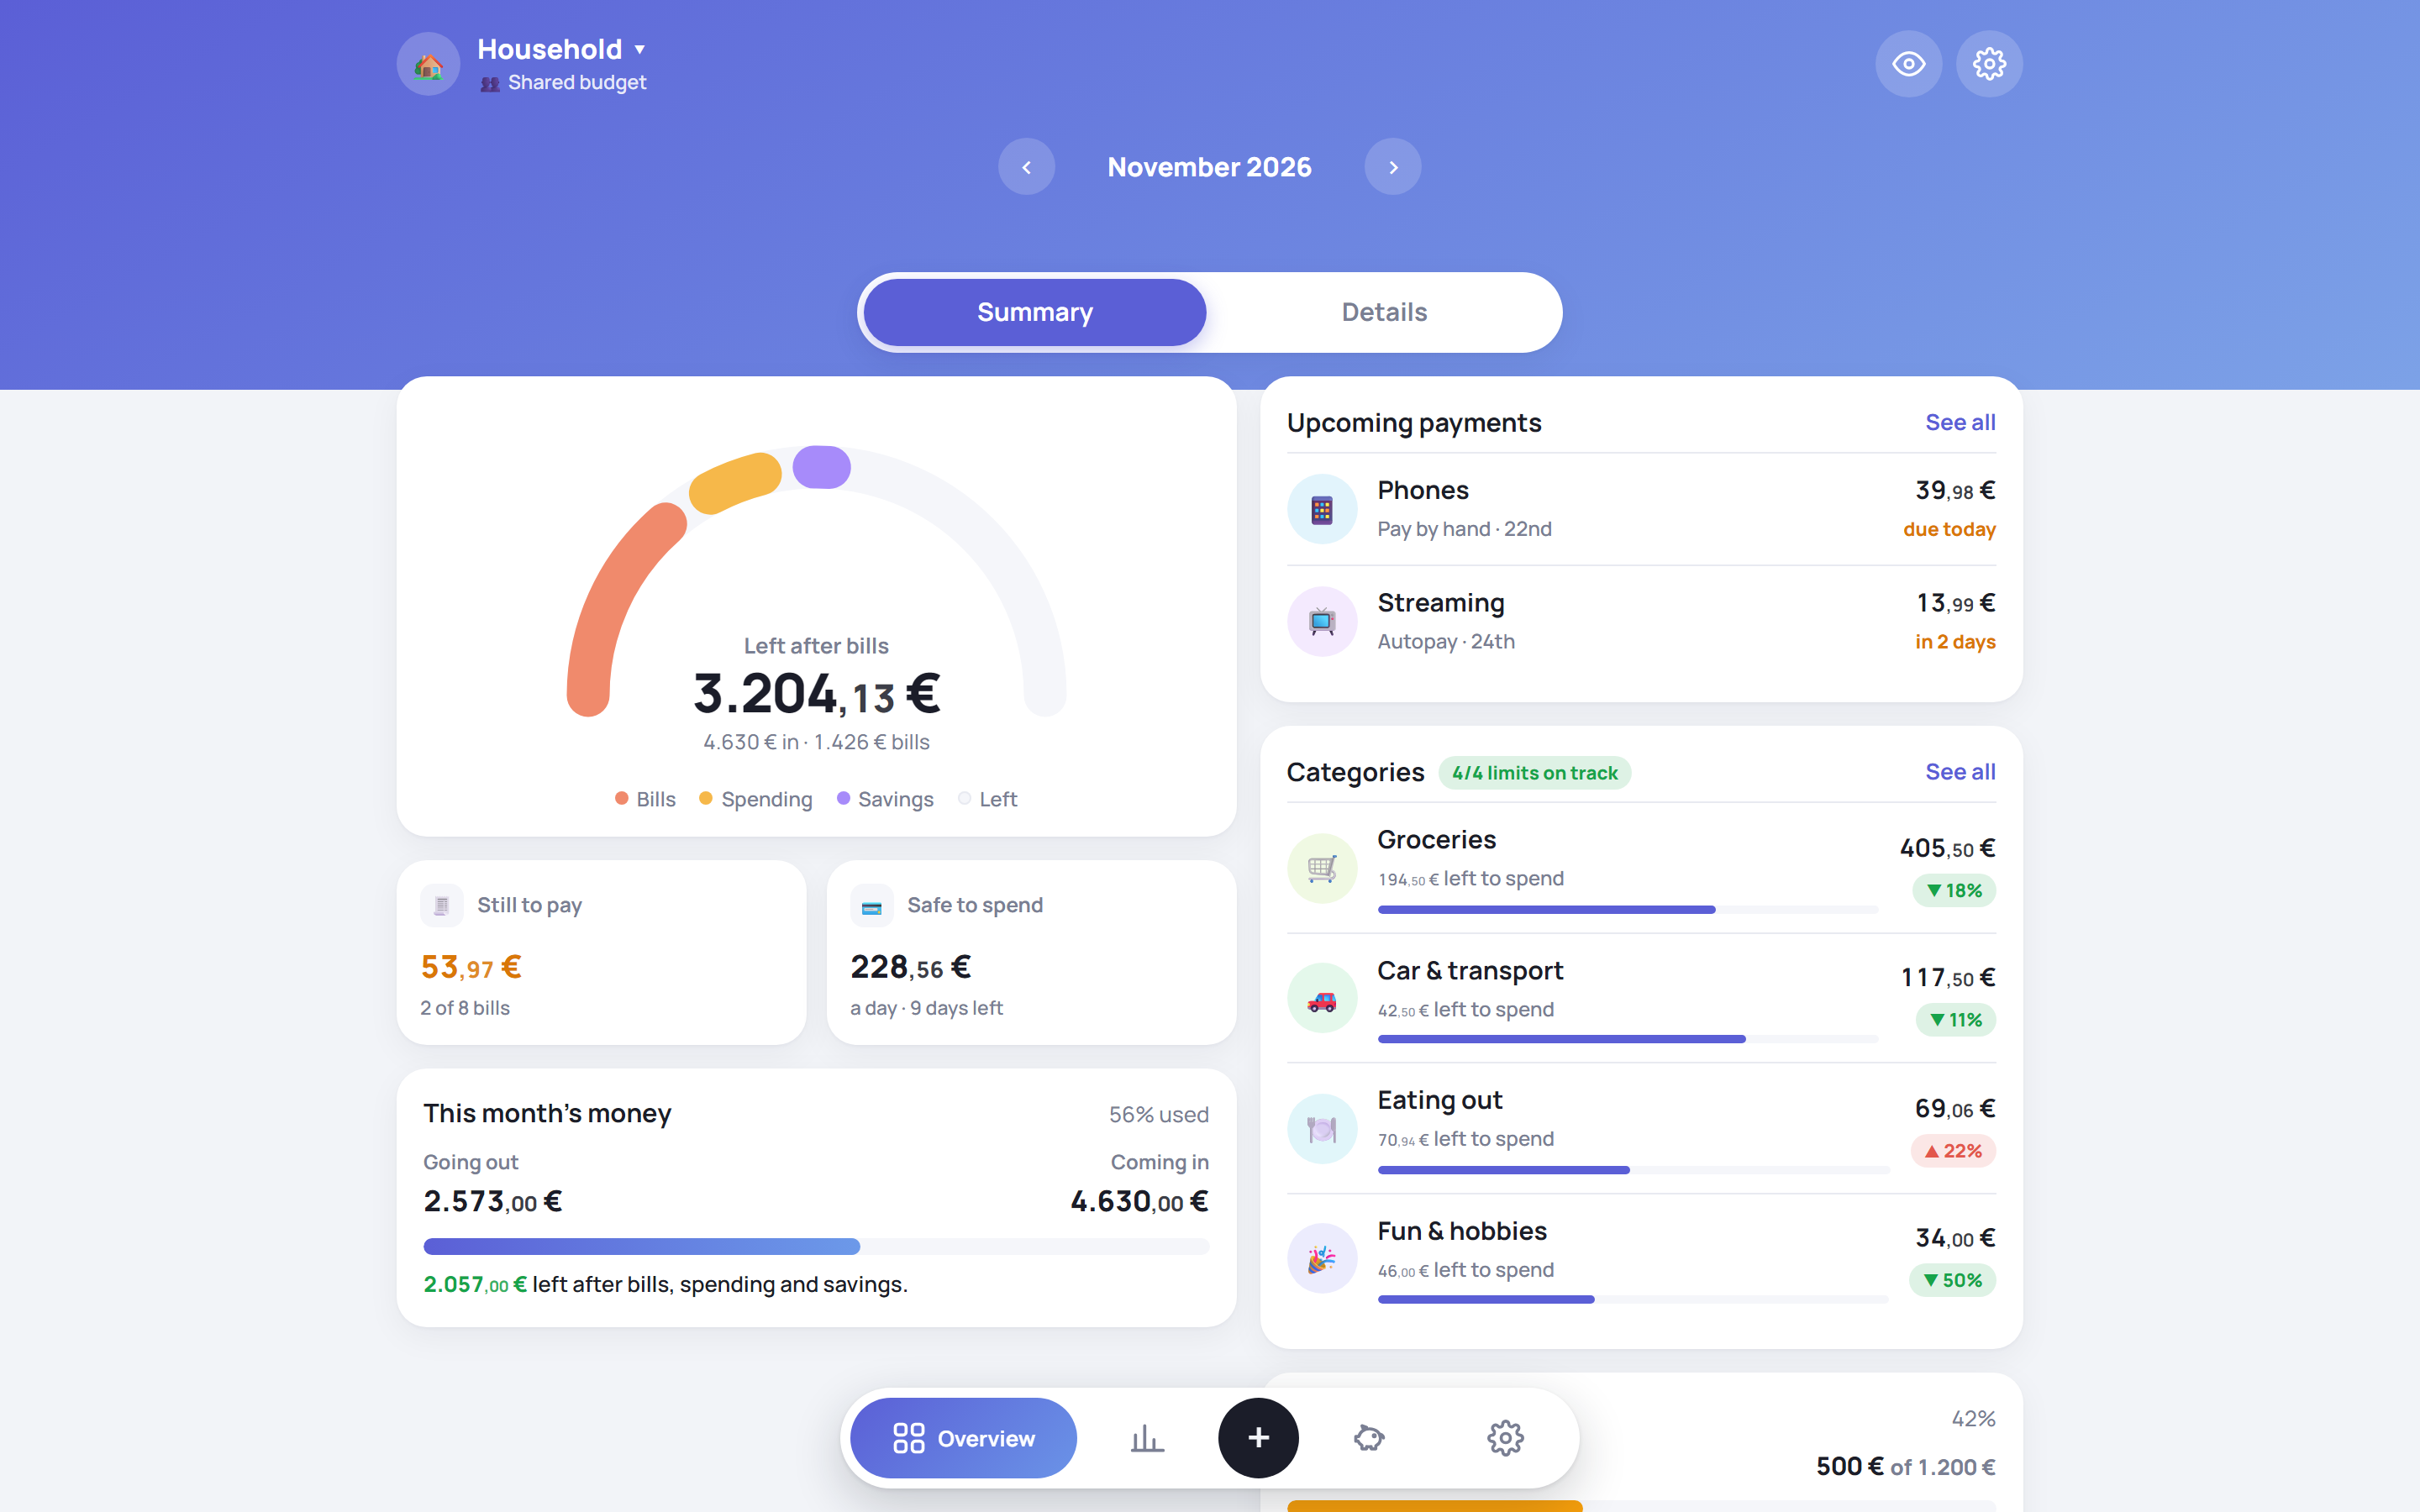 Household ▼
Shared budget
November 2026
Summary
Details
Left after bills
3.204,13 €
4.630 € in · 1.426 € bills
Bills
Spending
Savings
Left
Still to pay
53,97 €
2 of 8 bills
Safe to spend
228,56 €
a day · 9 days left
This month’s money
56% used
Going out
Coming in
2.573,00 €
4.630,00 €
2.057,00 € left after bills, spending and savings.
Upcoming payments
See all
Phones
39,98 €
Pay by hand · 22nd
due today
Streaming
13,99 €
Autopay · 24th
in 2 days
Categories
4/4 limits on track
See all
Groceries
405,50 €
194,50 € left to spend
▼ 18%
Car & transport
117,50 €
42,50 € left to spend
▼ 11%
Eating out
69,06 €
70,94 € left to spend
▲ 22%
Fun & hobbies
34,00 €
46,00 € left to spend
▼ 50%
42%
500 € of 1.200 €
Overview